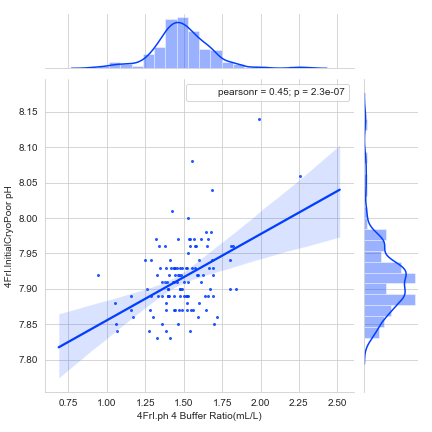 pearsonr = 0.45; p = 2.3e-07
8.15
8.10
8.05
8.00
7.95
7.90
7.85
7.80
4FrI.InitialCryoPoor pH
0.75 1.00 1.25 1.50 1.75 2.00 2.25 2.50
4FrI.ph 4 Buffer Ratio(mL/L)